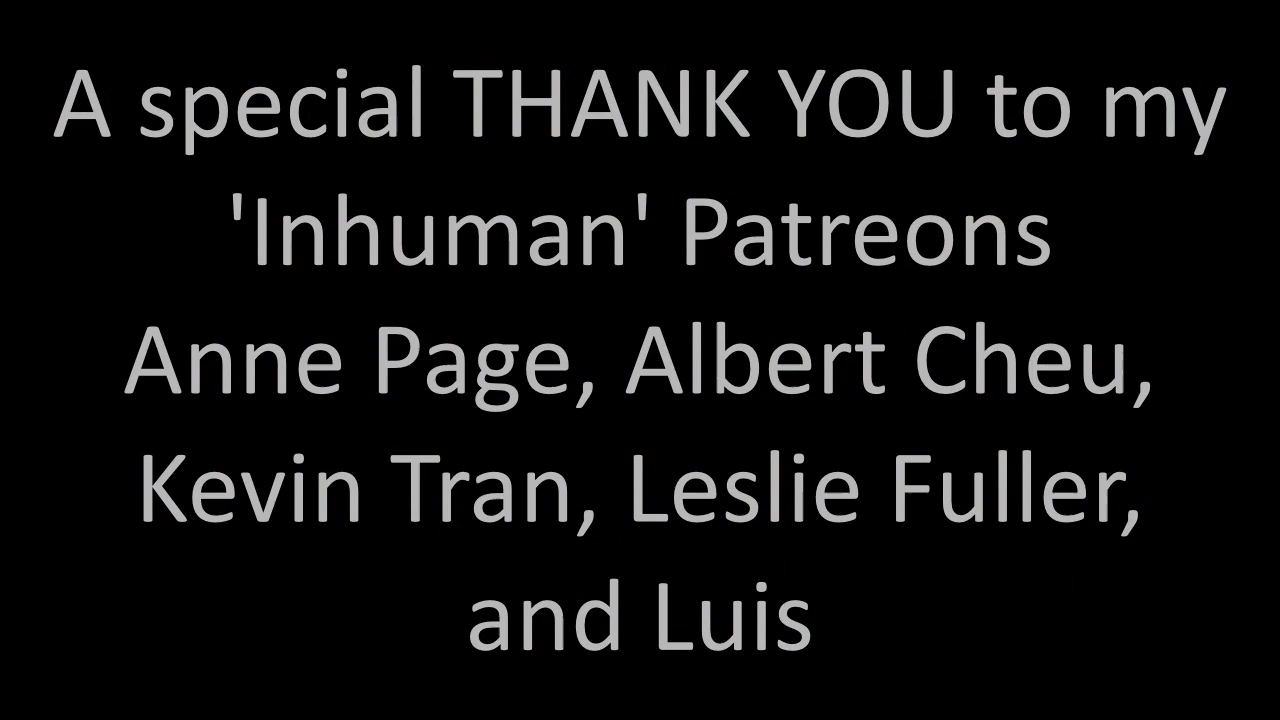 A special THANK YOU to my
'Inhuman' Patreons
Anne Page, Albert Cheu,
Kevin Tran, Leslie Fuller,
and Luis